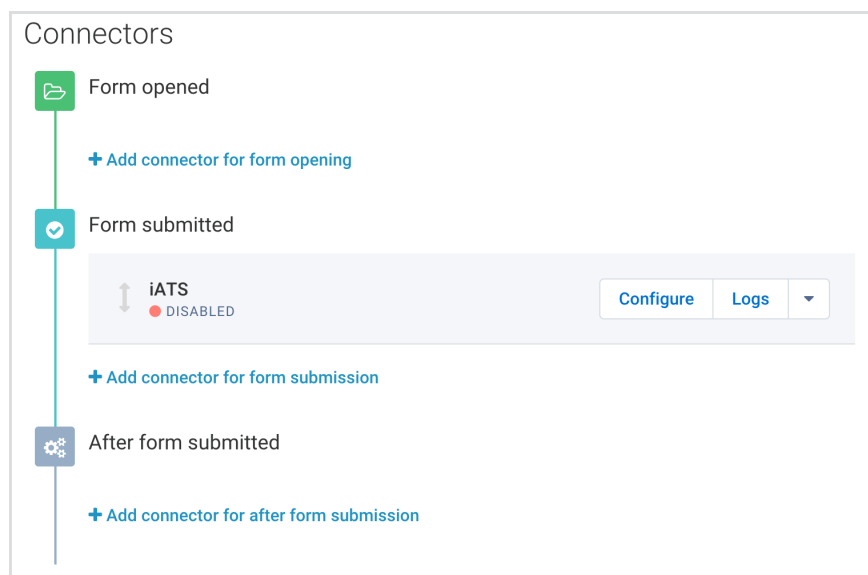 Connectors
Form opened
+ Add connector for form opening
Form submitted
iATS
DISABLED
Configure
Logs
+ Add connector for form submission
After form submitted
+ Add connector for after form submission